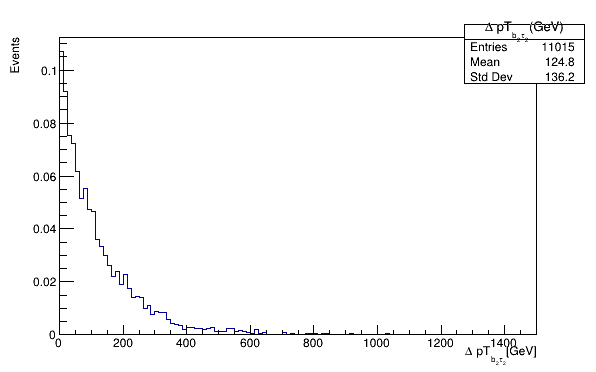 Δ pT_{b₂τ₂}(GeV)
Entries 11015
Mean 124.8
Std Dev 136.2
Events
0.1
0.08
0.06
0.04
0.02
0
0 200 400 600 800 1000 1200 1400
Δ pT_{b₂τ₂}[GeV]